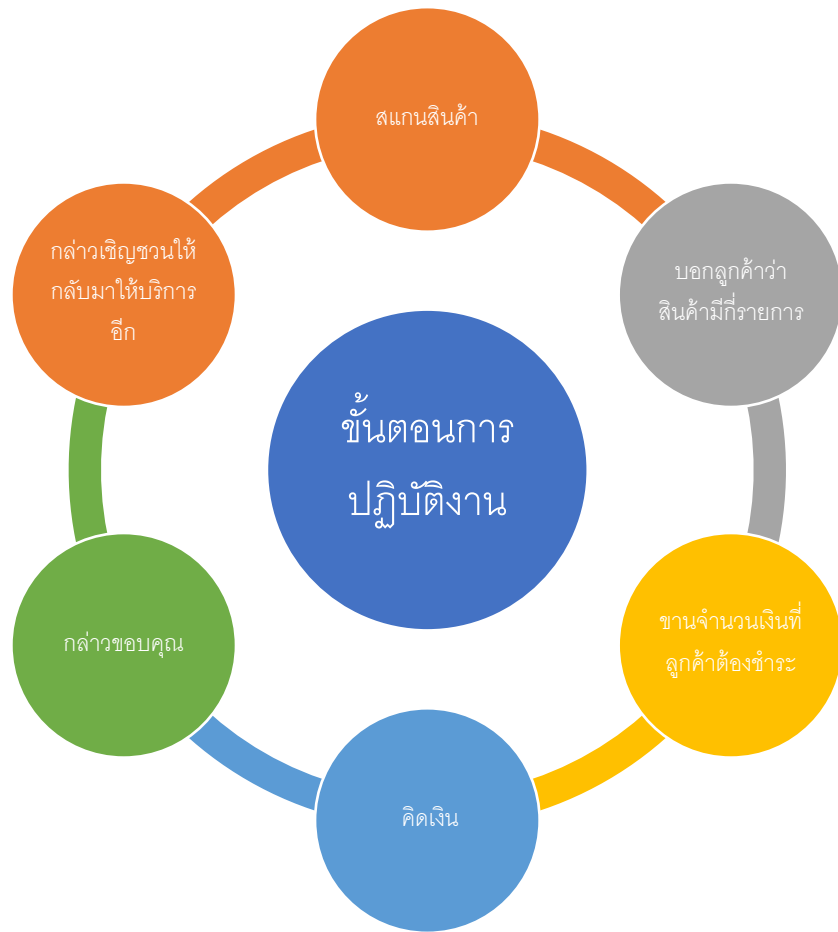 สแกนสินค้า
บอกลูกค้าว่า
สินค้ามีกี่รายการ
ขานจำนวนเงินที่
ลูกค้าต้องชำระ
คิดเงิน
กล่าวขอบคุณ
กล่าวเชิญชวนให้
กลับมาให้บริการ
อีก
ขั้นตอนการ
ปฏิบัติงาน